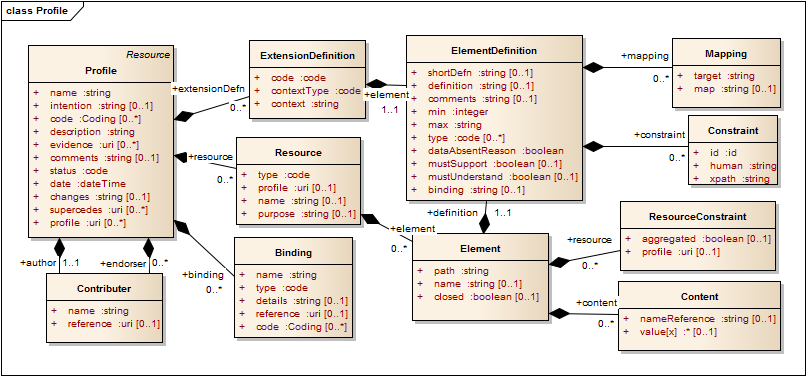 class Profile
Resource
Profile
+ name :string
+ intention :string [0..1]
+ code :Coding [0..*]
+ description :string
+ evidence :uri [0..*]
+ comments :string [0..1]
+ status :code
+ date :dateTime
+ changes :string [0..1]
+ supercedes :uri [0..*]
+ profile :uri [0..*]
+extensionDefn
0..*
ExtensionDefinition
+ code :code
+ contextType :code
+ context :string
+element
1..1
ElementDefinition
+ shortDefn :string [0..1]
+ definition :string [0..1]
+ comments :string [0..1]
+ min :integer
+ max :string
+ type :code [0..*]
+ dataAbsentReason :boolean
+ mustSupport :boolean [0..1]
+ mustUnderstand :boolean [0..1]
+ binding :string [0..1]
+mapping
0..*
Mapping
+ target :string
+ map :string [0..1]
+constraint
0..*
Constraint
+ id :id
+ human :string
+ xpath :string
+resource
0..*
Resource
+ type :code
+ profile :uri [0..1]
+ name :string [0..1]
+ purpose :string [0..1]
+element
0..*
+definition
1..1
Element
+ path :string
+ name :string [0..1]
+ closed :boolean [0..1]
+resource
0..*
ResourceConstraint
+ aggregated :boolean [0..1]
+ profile :uri [0..1]
+content
0..*
Content
+ nameReference :string [0..1]
+ value[x] :* [0..1]
+binding
0..*
Binding
+ name :string
+ type :code
+ details :string [0..1]
+ reference :uri [0..1]
+ code :Coding [0..*]
+author
1..1
+endorser
0..*
Contributer
+ name :string
+ reference :uri [0..1]